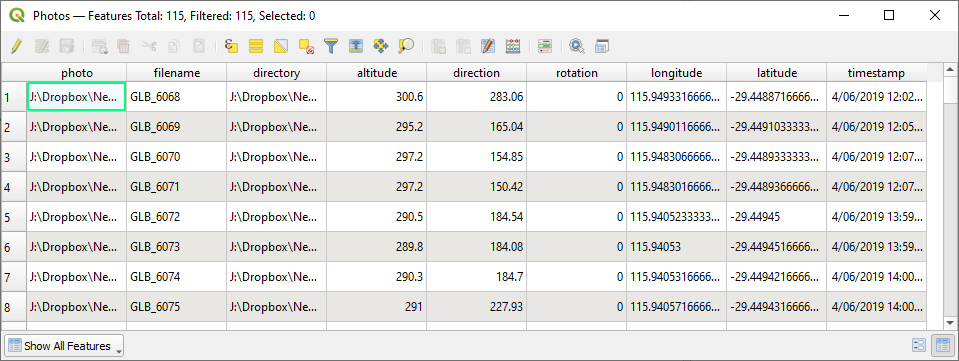 Photos — Features Total: 115, Filtered: 115, Selected: 0
photo filename directory altitude direction rotation longitude latitude timestamp
1 J:\Dropbox\Ne... GLB_6068 J:\Dropbox\Ne... 300.6 283.06 0 115.9493316666... -29.4488716666... 4/06/2019 12:02...
2 J:\Dropbox\Ne... GLB_6069 J:\Dropbox\Ne... 295.2 165.04 0 115.9490116666... -29.4491033333... 4/06/2019 12:05...
3 J:\Dropbox\Ne... GLB_6070 J:\Dropbox\Ne... 297.2 154.85 0 115.9483066666... -29.4489333333... 4/06/2019 12:07...
4 J:\Dropbox\Ne... GLB_6071 J:\Dropbox\Ne... 297.2 150.42 0 115.9483016666... -29.4489366666... 4/06/2019 12:07...
5 J:\Dropbox\Ne... GLB_6072 J:\Dropbox\Ne... 290.5 184.54 0 115.9405233333... -29.44945 4/06/2019 13:59...
6 J:\Dropbox\Ne... GLB_6073 J:\Dropbox\Ne... 289.8 184.08 0 115.94053 -29.4494516666... 4/06/2019 13:59...
7 J:\Dropbox\Ne... GLB_6074 J:\Dropbox\Ne... 290.3 184.7 0 115.9405316666... -29.4494216666... 4/06/2019 14:00...
8 J:\Dropbox\Ne... GLB_6075 J:\Dropbox\Ne... 291 227.93 0 115.9405716666... -29.4494316666... 4/06/2019 14:00...
Show All Features